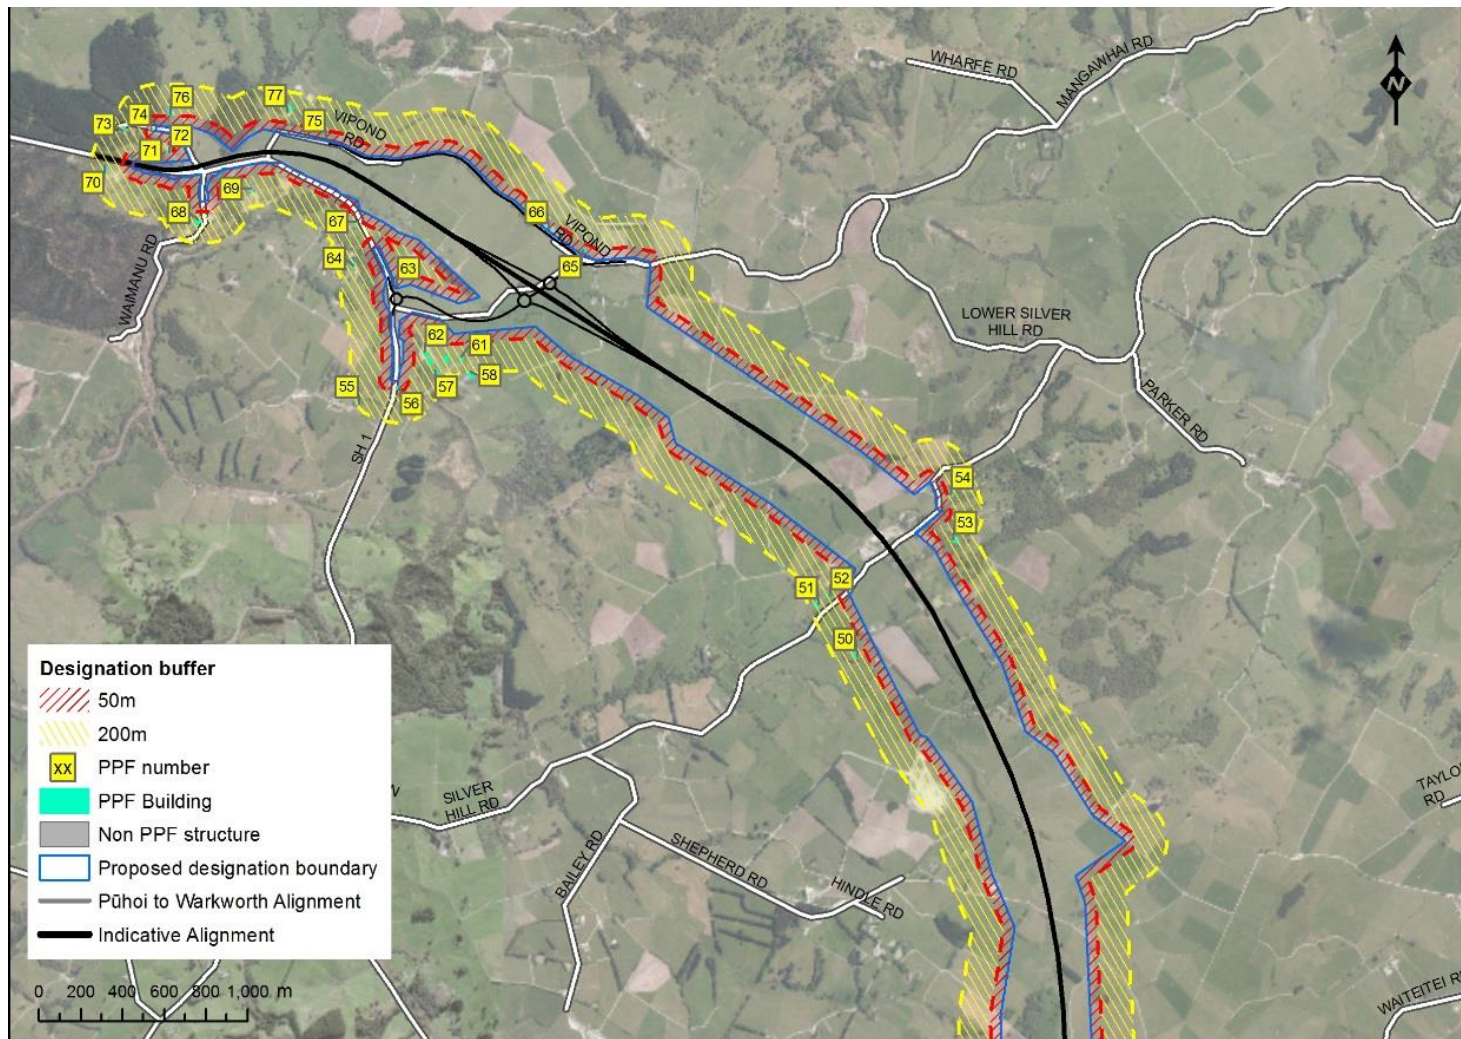 WHARFE RD
MANGAWHAI RD
N
76
77
74
73
75
VIPOND
RD
72
71
70
69
68
67
66
VIPOND
RD
WAIMANU RD
64
63
65
LOWER SILVER
HILL RD
62
61
55
57
58
56
PARKER RD
SH 1
54
53
51
52
50
Designation buffer
50m
200m
xx PPF number
PPF Building
Non PPF structure
Proposed designation boundary
Pūhoi to Warkworth Alignment
Indicative Alignment
SILVER
HILL RD
BAILEY RD
SHEPHERD RD
HINDLE RD
TAYLO
RD
WAITEITEI R
0 200 400 600 800 1,000 m